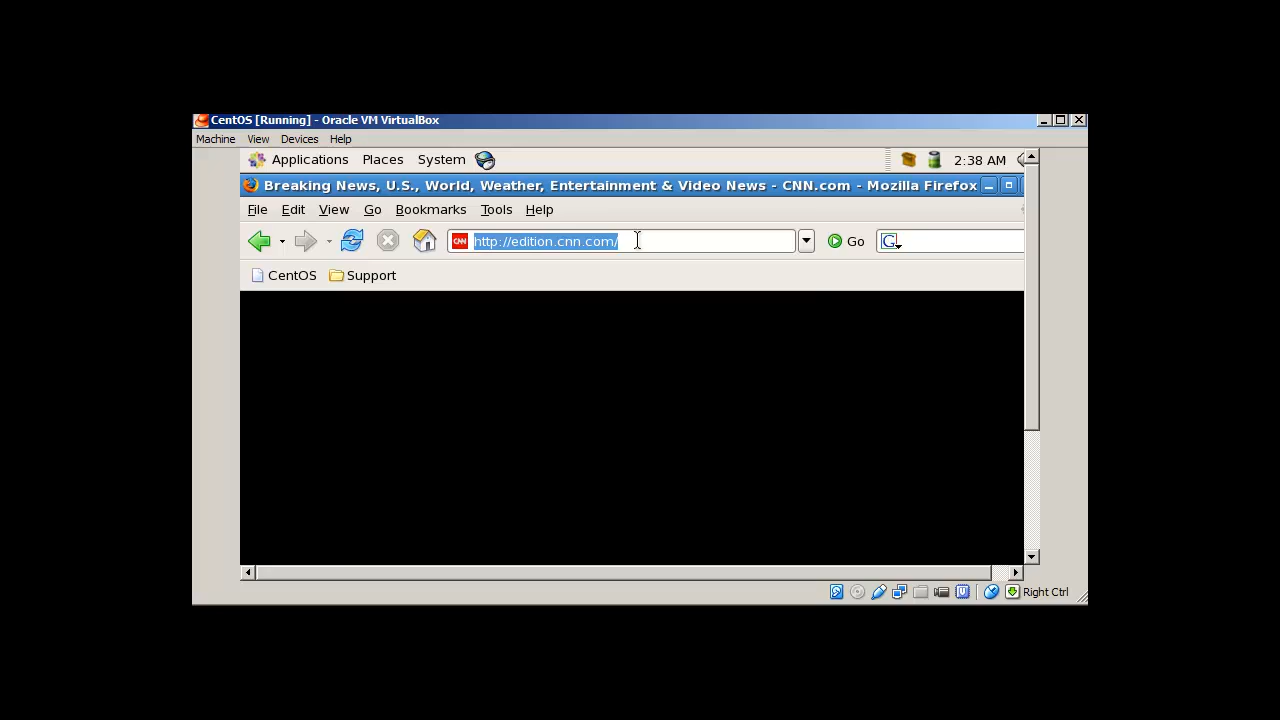 CentOS [Running] - Oracle VM VirtualBox
Machine View Devices Help
Applications Places System 2:38 AM
Breaking News, U.S., World, Weather, Entertainment & Video News - CNN.com - Mozilla Firefox
File Edit View Go Bookmarks Tools Help
CNN http://edition.cnn.com/ Go G
CentOS Support
Right Ctrl